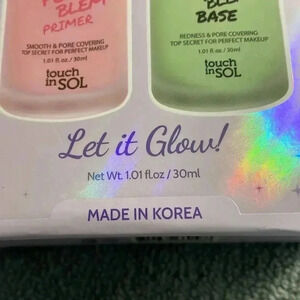 BLEM
PRIMER
SMOOTH & PORE COVERING
TOP SECRET FOR PERFECT MAKEUP
1.01 fl.oz / 30ml
touch
in SOL
BASE
REDNESS & PORE COVERING
TOP SECRET FOR PERFECT MAKEUP
1.01 fl.oz / 30ml
touch
in SOL
Let it Glow!
Net Wt. 1.01 fl.oz / 30ml
MADE IN KOREA